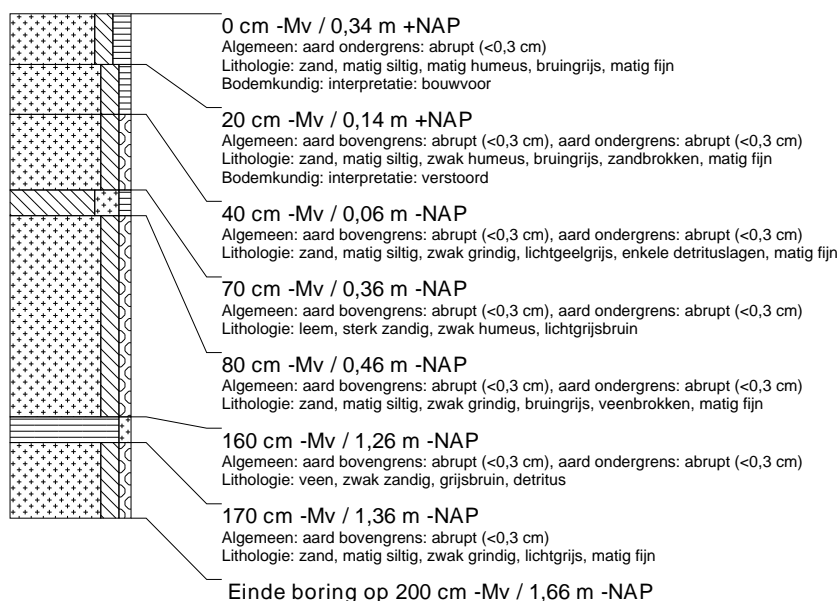 0 cm -Mv / 0,34 m +NAP
Algemeen: aard ondergrens: abrupt (<0,3 cm)
Lithologie: zand, matig siltig, matig humeus, bruingrijs, matig fijn
Bodemkundig: interpretatie: bouwvoor
20 cm -Mv / 0,14 m +NAP
Algemeen: aard bovengrens: abrupt (<0,3 cm), aard ondergrens: abrupt (<0,3 cm)
Lithologie: zand, matig siltig, zwak humeus, bruingrijs, zandbrokken, matig fijn
Bodemkundig: interpretatie: verstoord
40 cm -Mv / 0,06 m -NAP
Algemeen: aard bovengrens: abrupt (<0,3 cm), aard ondergrens: abrupt (<0,3 cm)
Lithologie: zand, matig siltig, zwak grindig, lichtgeelgrijs, enkele detrituslagen, matig fijn
70 cm -Mv / 0,36 m -NAP
Algemeen: aard bovengrens: abrupt (<0,3 cm), aard ondergrens: abrupt (<0,3 cm)
Lithologie: leem, sterk zandig, zwak humeus, lichtgrijsbruin
80 cm -Mv / 0,46 m -NAP
Algemeen: aard bovengrens: abrupt (<0,3 cm), aard ondergrens: abrupt (<0,3 cm)
Lithologie: zand, matig siltig, zwak grindig, bruingrijs, veenbrokken, matig fijn
160 cm -Mv / 1,26 m -NAP
Algemeen: aard bovengrens: abrupt (<0,3 cm), aard ondergrens: abrupt (<0,3 cm)
Lithologie: veen, zwak zandig, grijsbruin, detritus
170 cm -Mv / 1,36 m -NAP
Algemeen: aard bovengrens: abrupt (<0,3 cm)
Lithologie: zand, matig siltig, zwak grindig, lichtgrijs, matig fijn
Einde boring op 200 cm -Mv / 1,66 m -NAP